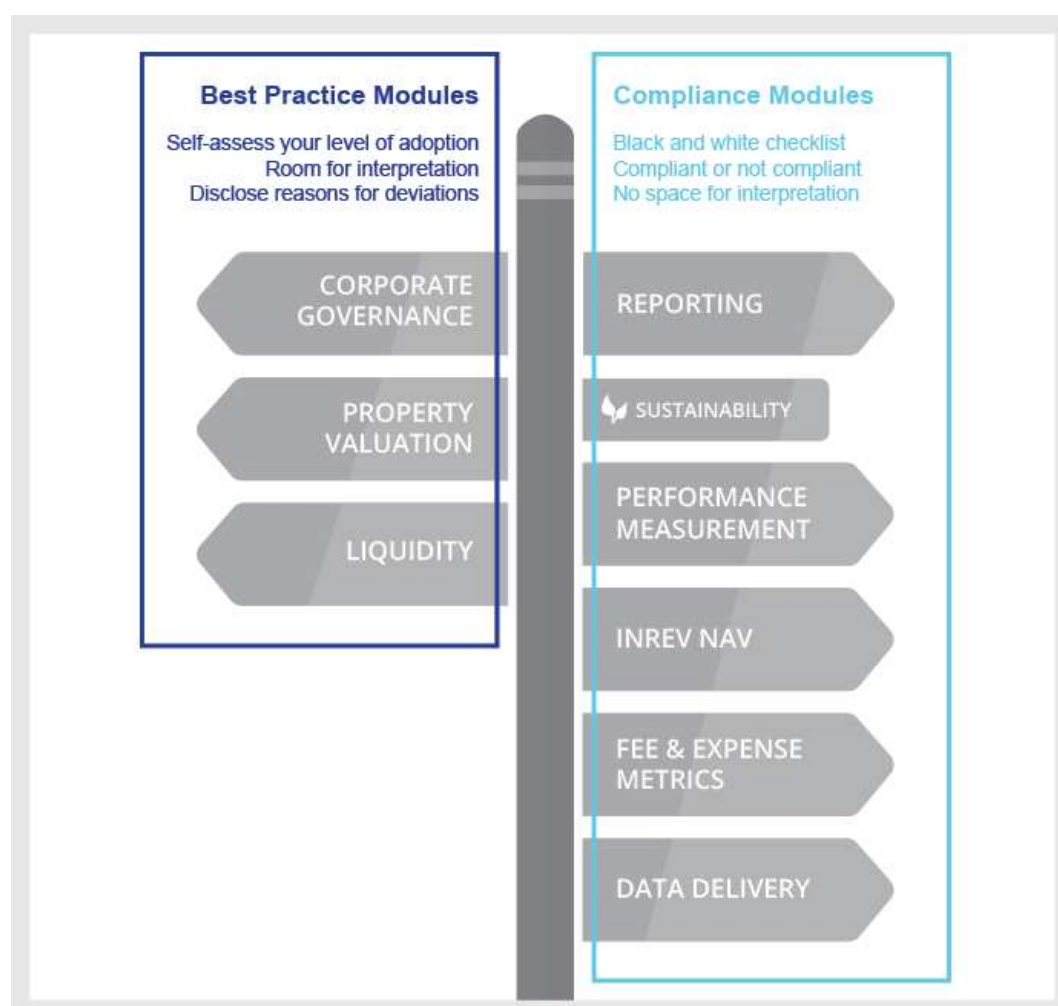 Best Practice Modules
Self-assess your level of adoption
Room for interpretation
Disclose reasons for deviations
CORPORATE
GOVERNANCE
PROPERTY
VALUATION
LIQUIDITY
Compliance Modules
Black and white checklist
Compliant or not compliant
No space for interpretation
REPORTING
SUSTAINABILITY
PERFORMANCE
MEASUREMENT
INREV NAV
FEE & EXPENSE
METRICS
DATA DELIVERY